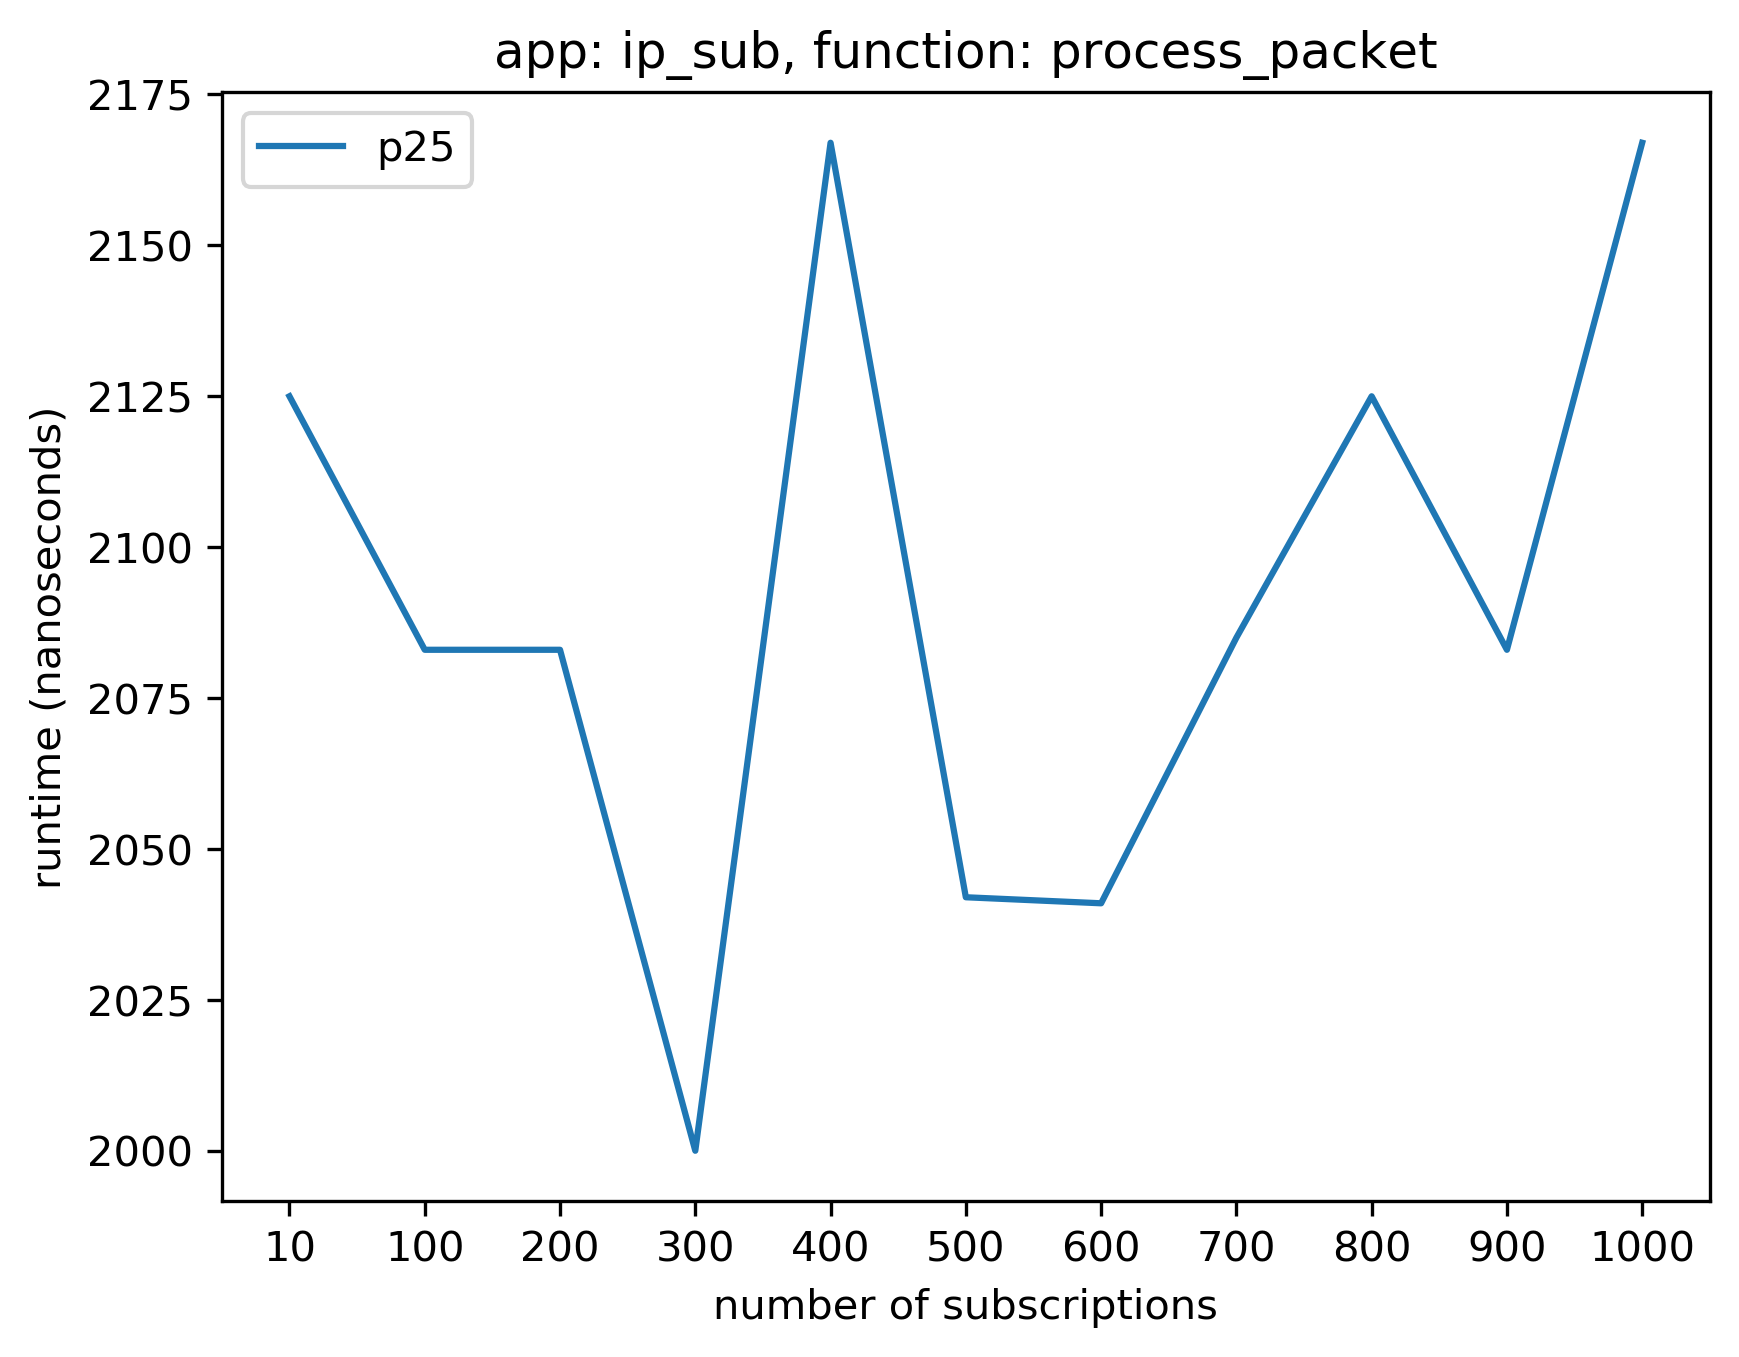 app: ip_sub, function: process_packet
p25
runtime (nanoseconds)
2175
2150
2125
2100
2075
2050
2025
2000
10 100 200 300 400 500 600 700 800 900 1000
number of subscriptions